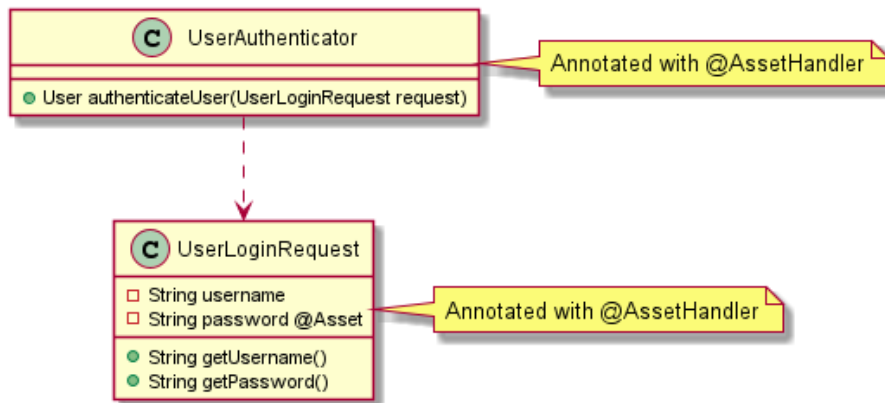 C UserAuthenticator
Annotated with @AssetHandler
User authenticateUser(UserLoginRequest request)
C UserLoginRequest
String username
String password @Asset
Annotated with @AssetHandler
String getUsername()
String getPassword()